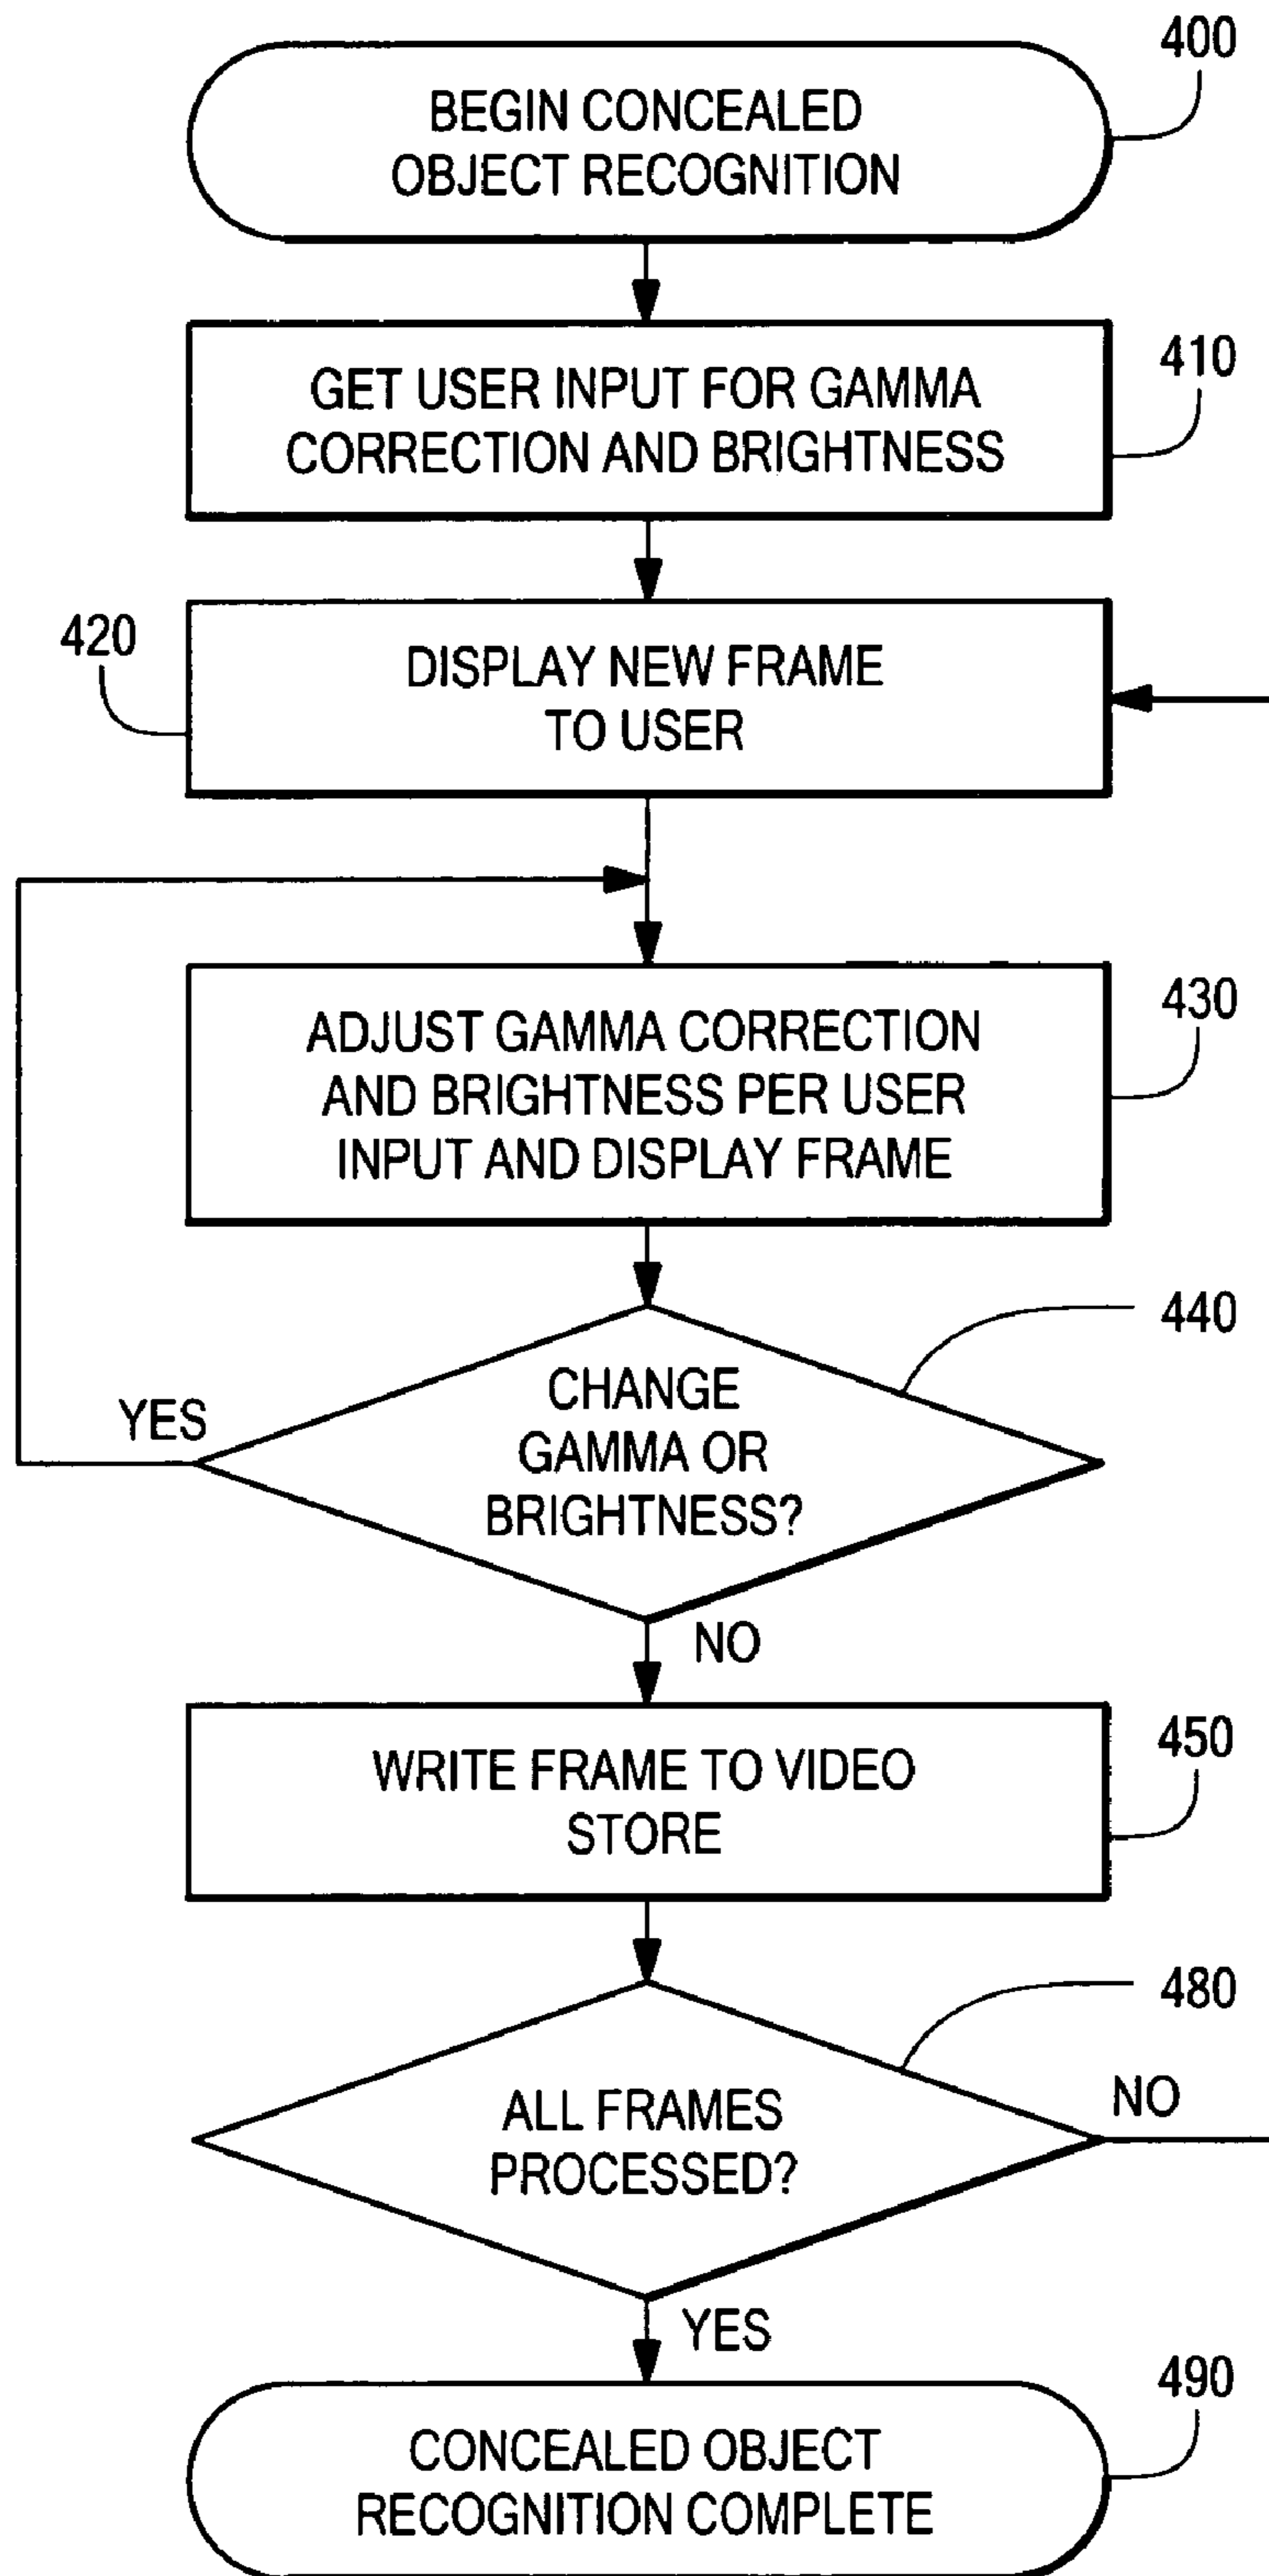 400
BEGIN CONCEALED
OBJECT RECOGNITION
410
GET USER INPUT FOR GAMMA
CORRECTION AND BRIGHTNESS
420
DISPLAY NEW FRAME
TO USER
430
ADJUST GAMMA CORRECTION
AND BRIGHTNESS PER USER
INPUT AND DISPLAY FRAME
440
CHANGE
GAMMA OR
BRIGHTNESS?
YES
NO
450
WRITE FRAME TO VIDEO
STORE
480
ALL FRAMES
PROCESSED?
NO
YES
490
CONCEALED OBJECT
RECOGNITION COMPLETE